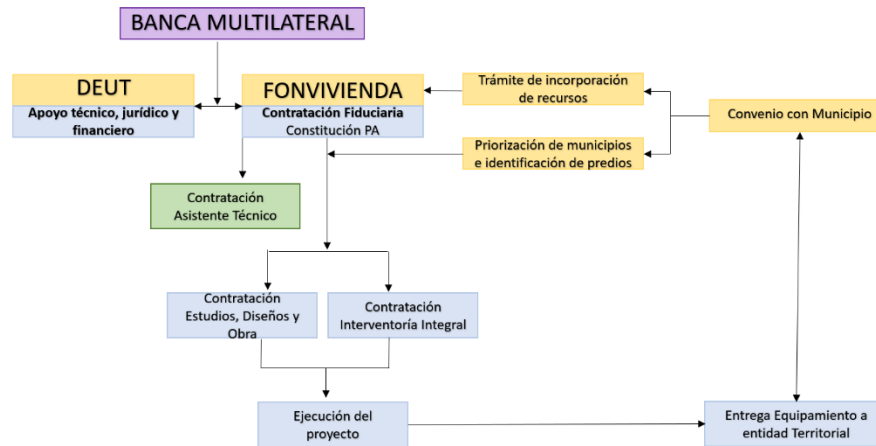 BANCA MULTILATERAL
DEUT
Apoyo técnico, jurídico y
financiero
FONVIVIENDA
Contratación Fiduciaria
Constitución PA
Trámite de incorporación
de recursos
Convenio con Municipio
Priorización de municipios
e identificación de predios
Contratación
Asistente Técnico
Contratación
Estudios, Diseños y
Obra
Contratación
Interventoría Integral
Ejecución del
proyecto
Entrega Equipamiento a
entidad Territorial